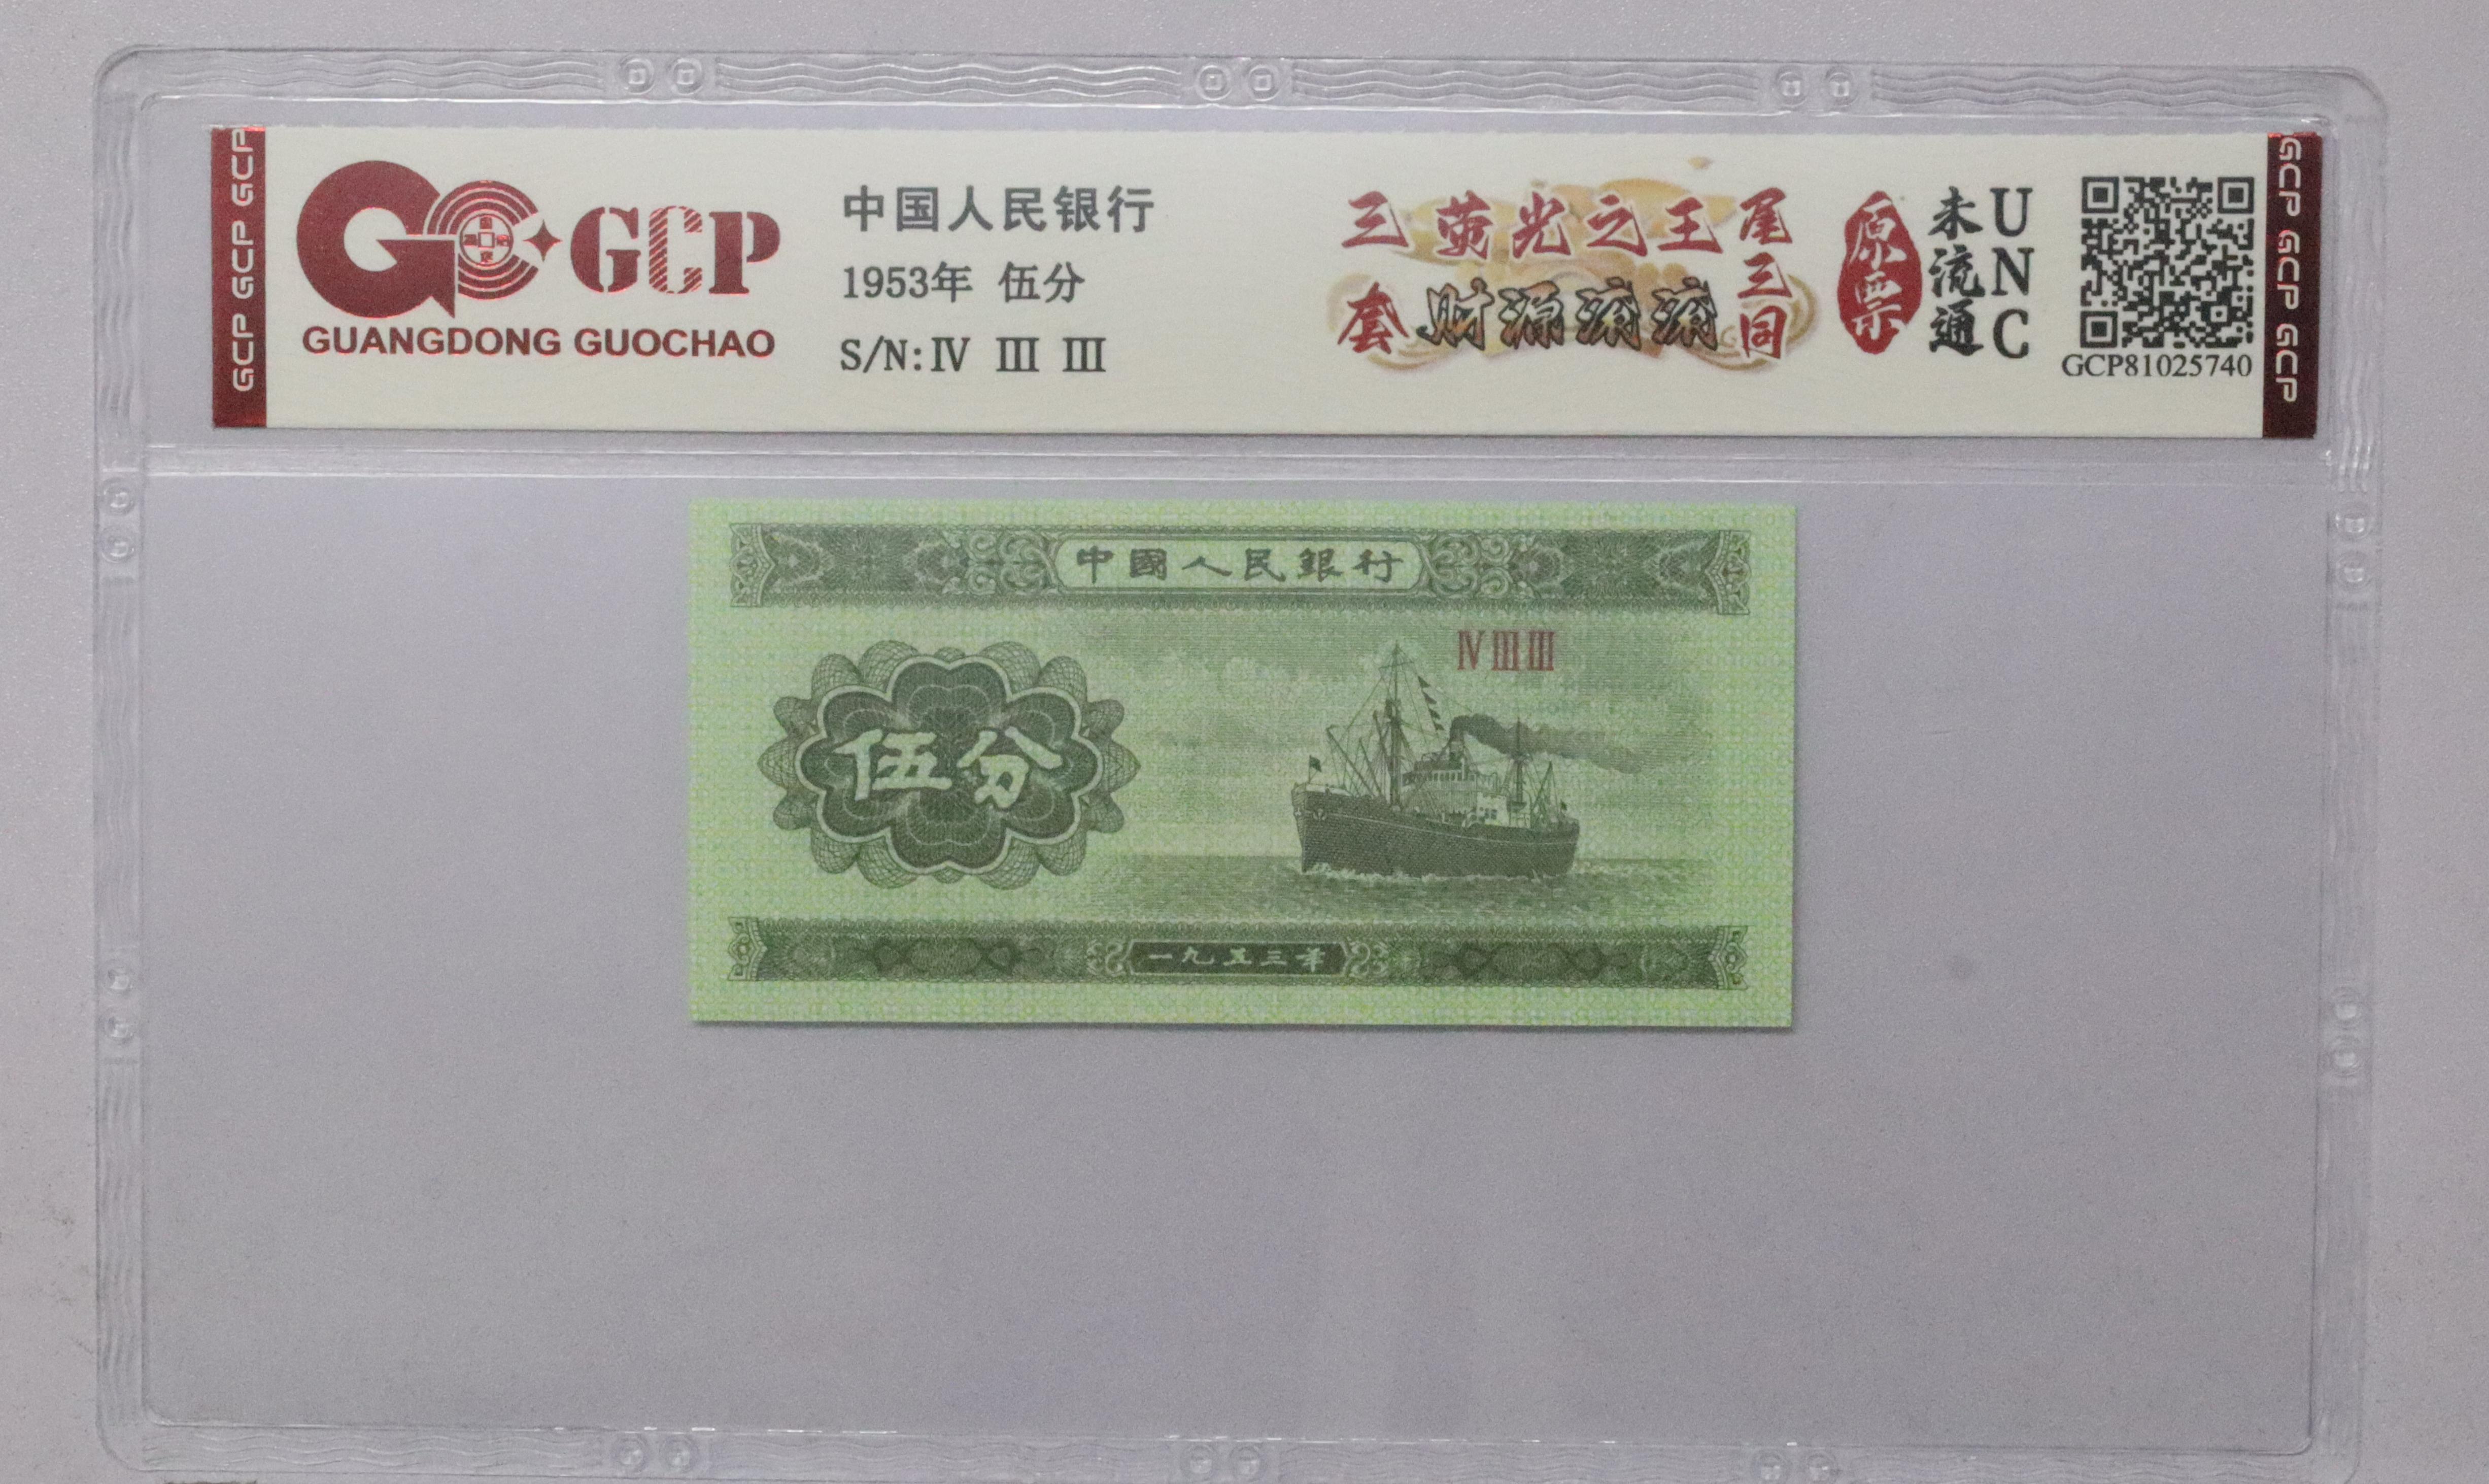 GCP GCP GCP
GCP
GUANGDONG GUOCHAO
中国人民银行
1953年 伍分
S/N: Ⅳ Ⅲ Ⅲ
三套
荧光之王
财源滚滚
尾三同
原票
未流通
UNC
GCP81025740
GCP GCP GCP
中國人民銀行
ⅣⅢⅢ
伍分
一九五三年